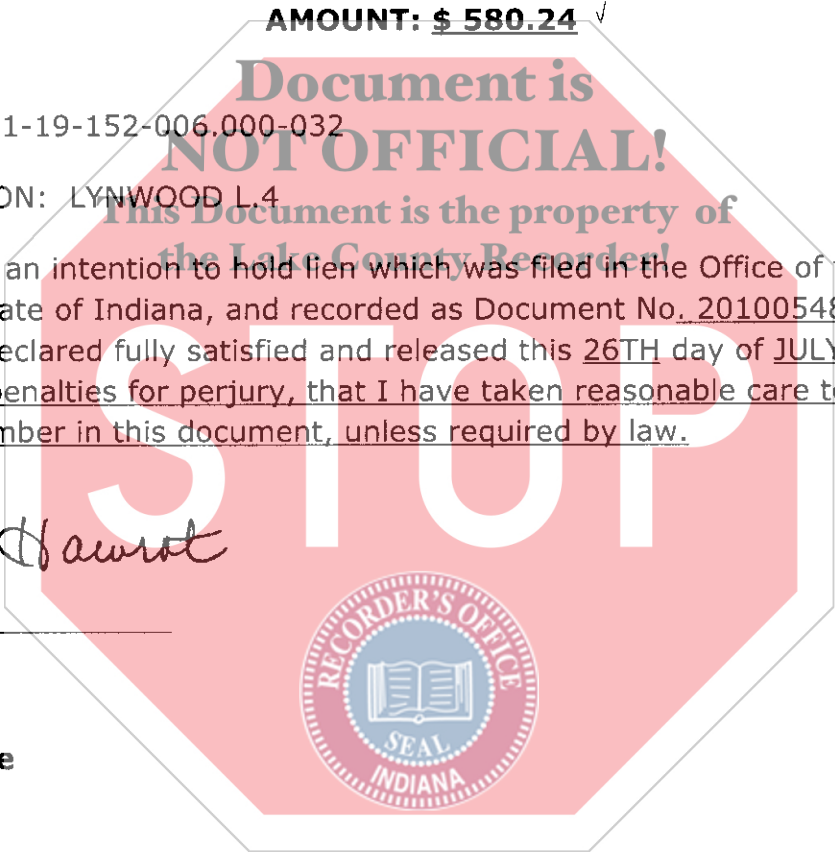 AMOUNT: $ 580.24 √
Document is
1-19-152-006.000-032
NOT OFFICIAL!
ON: LYNWOOD L.4
This Document is the property of
the Lake County Recorder!
an intention to hold lien which was filed in the Office of
ate of Indiana, and recorded as Document No. 20100548
eclared fully satisfied and released this 26TH day of JULY
enalties for perjury, that I have taken reasonable care to
mber in this document, unless required by law.
STOP
Hawrot
RECORDER'S OFFICE
SEAL
INDIANA
e